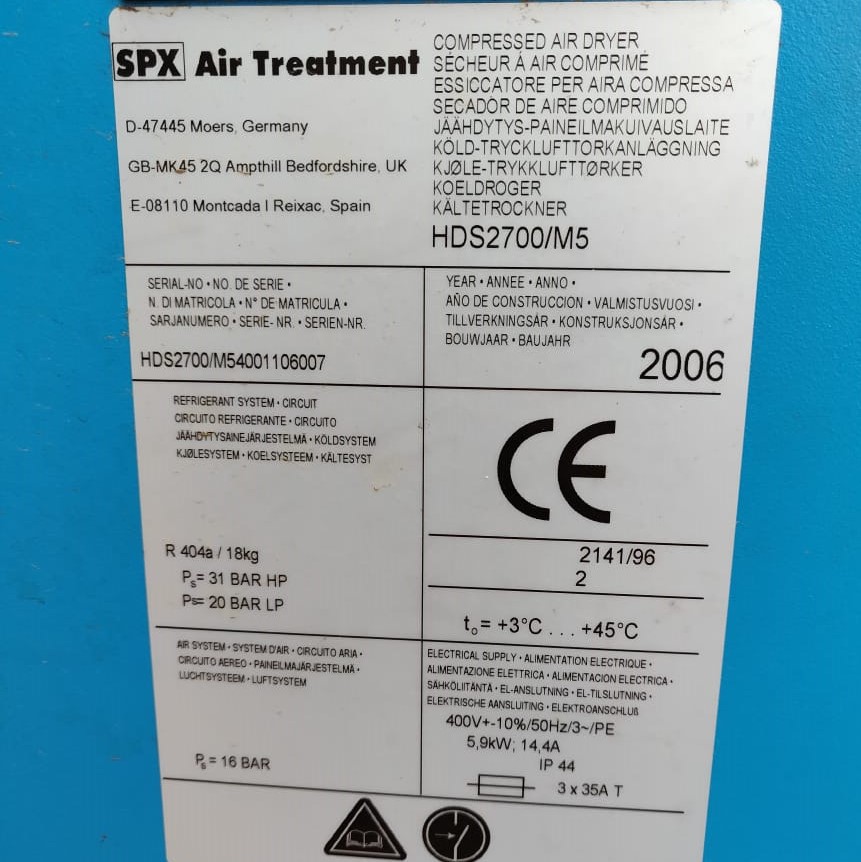 SPX Air Treatment
D-47445 Moers, Germany
GB-MK45 2Q Ampthill Bedfordshire, UK
E-08110 Montcada I Reixac, Spain
COMPRESSED AIR DRYER
SÉCHEUR Á AIR COMPRIMÉ
ESSICCATORE PER AIRA COMPRESSA
SECADOR DE AIRE COMPRIMIDO
JÄÄHDYTYS-PAINEILMAKUIVAUSLAITE
KÖLD-TRYCKLUFTTORKANLÄGGNING
KJØLE-TRYKKLUFTTØRKER
KOELDROGER
KÄLTETROCKNER
HDS2700/M5
SERIAL-NO · NO. DE SERIE ·
N. DI MATRICOLA · N° DE MATRICULA ·
SARJANUMERO · SERIE- NR. · SERIEN-NR.
HDS2700/M54001106007
YEAR · ANNEE · ANNO ·
AÑO DE CONSTRUCCION · VALMISTUSVUOSI ·
TILLVERKNINGSÅR · KONSTRUKSJONSÅR ·
BOUWJAAR · BAUJAHR
2006
REFRIGERANT SYSTEM · CIRCUIT
CIRCUITO REFRIGERANTE · CIRCUITO
JÄÄHDYTYSAINEJÄRJESTELMÄ · KÖLDSYSTEM
KJØLESYSTEM · KOELSYSTEEM · KÄLTESYST
R 404a / 18kg
Ps= 31 BAR HP
Ps= 20 BAR LP
CE
2141/96
2
to= +3°C . . . +45°C
AIR SYSTEM · SYSTEM D'AIR · CIRCUITO ARIA ·
CIRCUITO AEREO · PAINEILMAJÄRJESTELMÄ ·
LUCHTSYSTEEM · LUFTSYSTEM
Ps= 16 BAR
ELECTRICAL SUPPLY · ALIMENTATION ELECTRIQUE ·
ALIMENTAZIONE ELETTRICA · ALIMENTACION ELECTRICA ·
SÄHKÖLIITÄNTÄ · EL-ANSLUTNING · EL-TILSLUTNING ·
ELEKTRISCHE AANSLUITING · ELEKTROANSCHLUß
400V+-10%/50Hz/3~/PE
5,9kW; 14,4A
IP 44
3 x 35A T